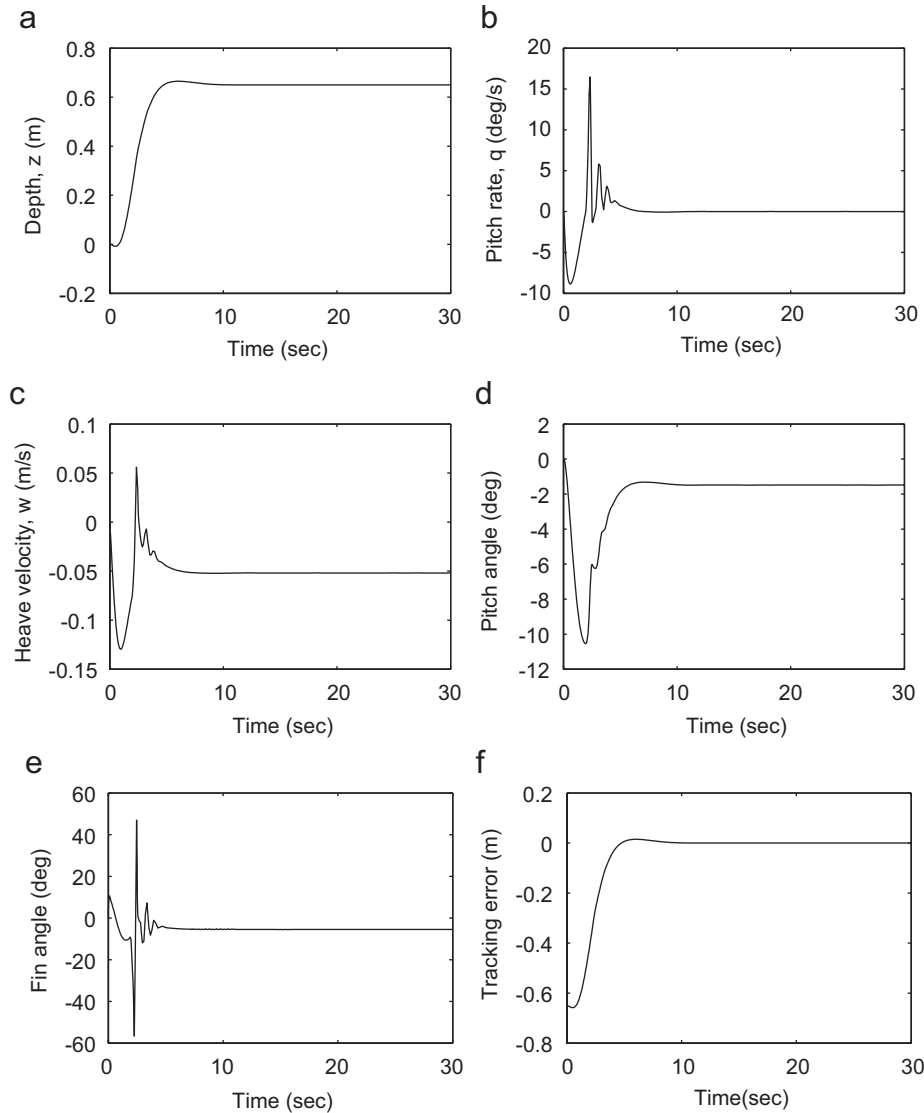 a
0.8
0.6
0.4
0.2
0
-0.2
Depth, z (m)
0 10 20 30
Time (sec)
b
20
15
10
5
0
-5
-10
Pitch rate, q (deg/s)
0 10 20 30
Time (sec)
c
0.1
0.05
0
-0.05
-0.1
-0.15
Heave velocity, w (m/s)
0 10 20 30
Time (sec)
d
2
0
-2
-4
-6
-8
-10
-12
Pitch angle (deg)
0 10 20 30
Time (sec)
e
60
40
20
0
-20
-40
-60
Fin angle (deg)
0 10 20 30
Time (sec)
f
0.2
0
-0.2
-0.4
-0.6
-0.8
Tracking error (m)
0 10 20 30
Time(sec)